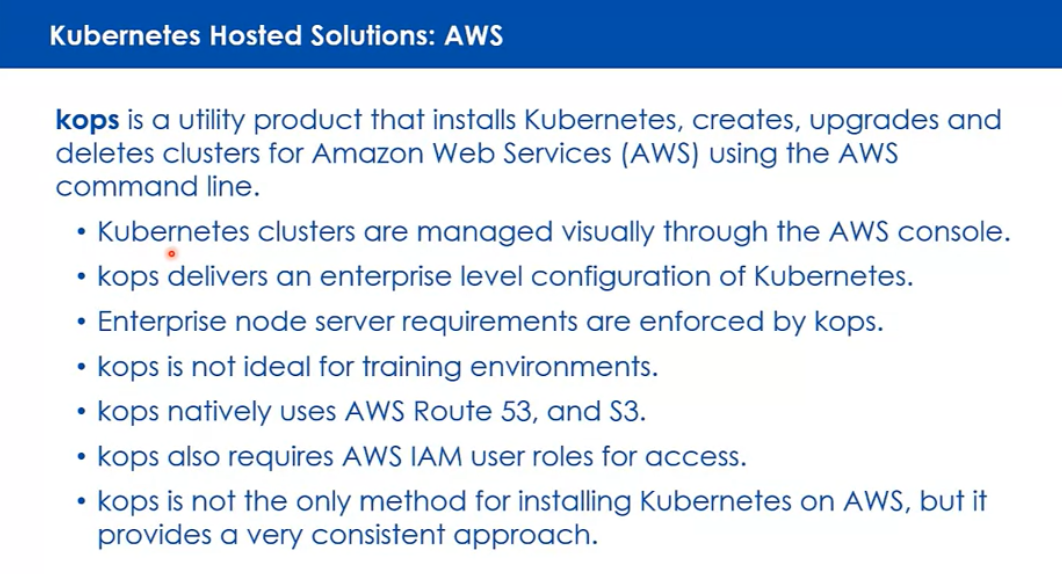 Kubernetes Hosted Solutions: AWS
kops is a utility product that installs Kubernetes, creates, upgrades and
deletes clusters for Amazon Web Services (AWS) using the AWS
command line.
• Kubernetes clusters are managed visually through the AWS console.
• kops delivers an enterprise level configuration of Kubernetes.
• Enterprise node server requirements are enforced by kops.
• kops is not ideal for training environments.
• kops natively uses AWS Route 53, and S3.
• kops also requires AWS IAM user roles for access.
• kops is not the only method for installing Kubernetes on AWS, but it
provides a very consistent approach.